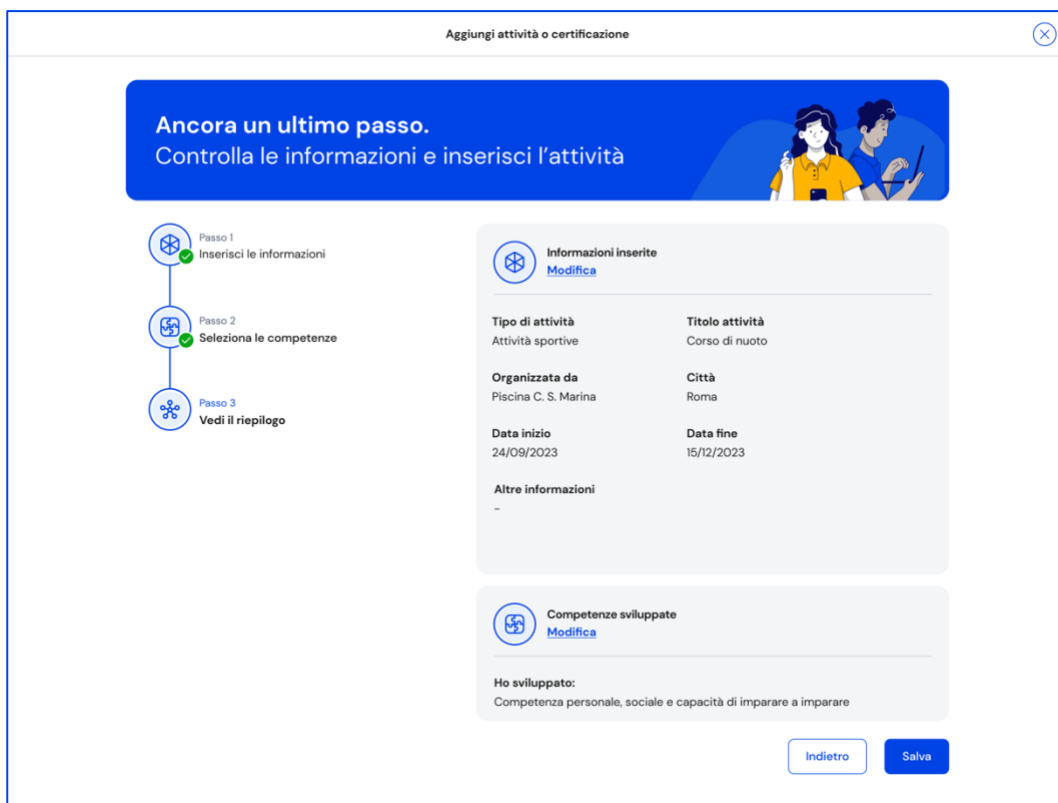 Aggiungi attività o certificazione
Ancora un ultimo passo.
Controlla le informazioni e inserisci l'attività
Passo 1
Inserisci le informazioni
Passo 2
Seleziona le competenze
Passo 3
Vedi il riepilogo
Informazioni inserite
Modifica
Tipo di attività
Attività sportive
Titolo attività
Corso di nuoto
Organizzata da
Piscina C. S. Marina
Città
Roma
Data inizio
24/09/2023
Data fine
15/12/2023
Altre informazioni
-
Competenze sviluppate
Modifica
Ho sviluppato:
Competenza personale, sociale e capacità di imparare a imparare
Indietro
Salva